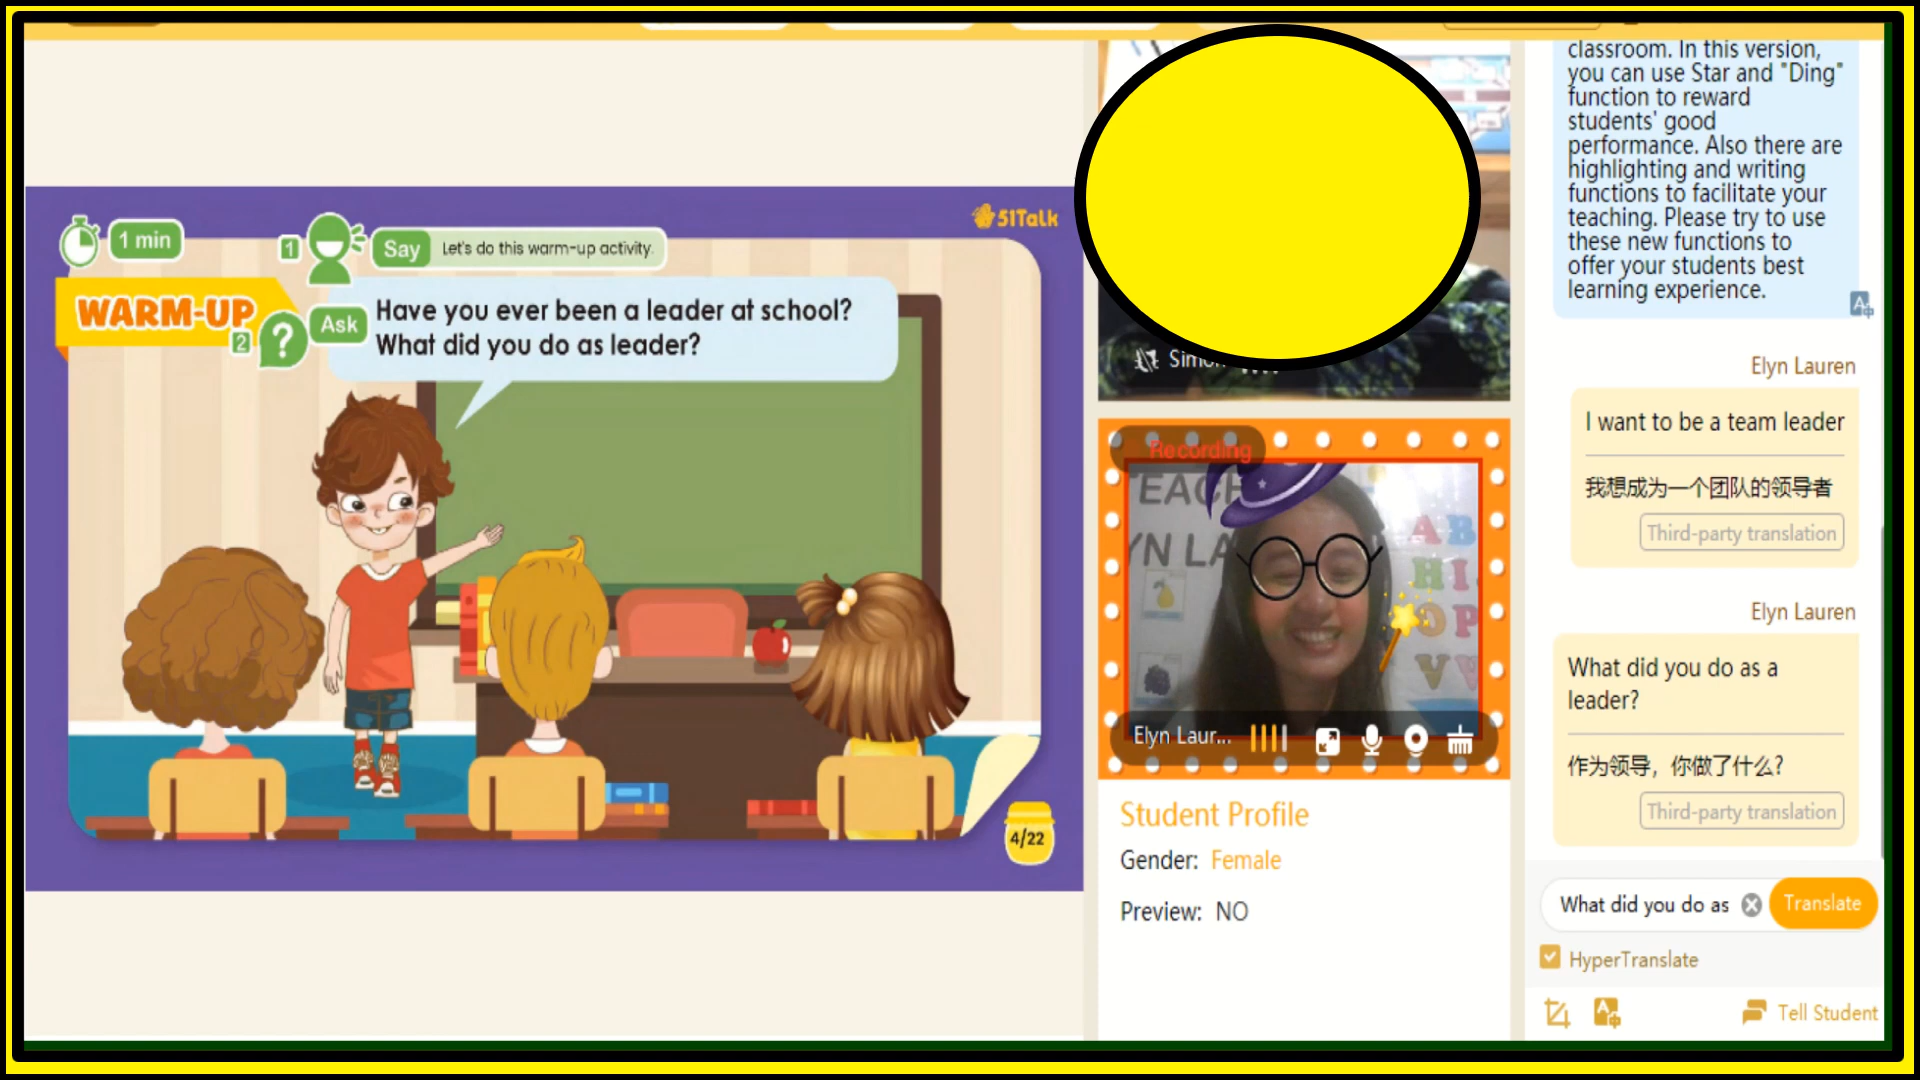 51Talk
1 min
1
Say
Let's do this warm-up activity.
WARM-UP
2
?
Ask
Have you ever been a leader at school?
What did you do as leader?
4/22
Recording
TEACH
YN LA
A B
H I
O P
V W
Elyn Laur...
Student Profile
Gender: Female
Preview: NO
classroom. In this version,
you can use Star and "Ding"
function to reward
students' good
performance. Also there are
highlighting and writing
functions to facilitate your
teaching. Please try to use
these new functions to
offer your students best
learning experience.
Elyn Lauren
I want to be a team leader
我想成为一个团队的领导者
Third-party translation
Elyn Lauren
What did you do as a
leader?
作为领导，你做了什么?
Third-party translation
What did you do as
Translate
HyperTranslate
Tell Student